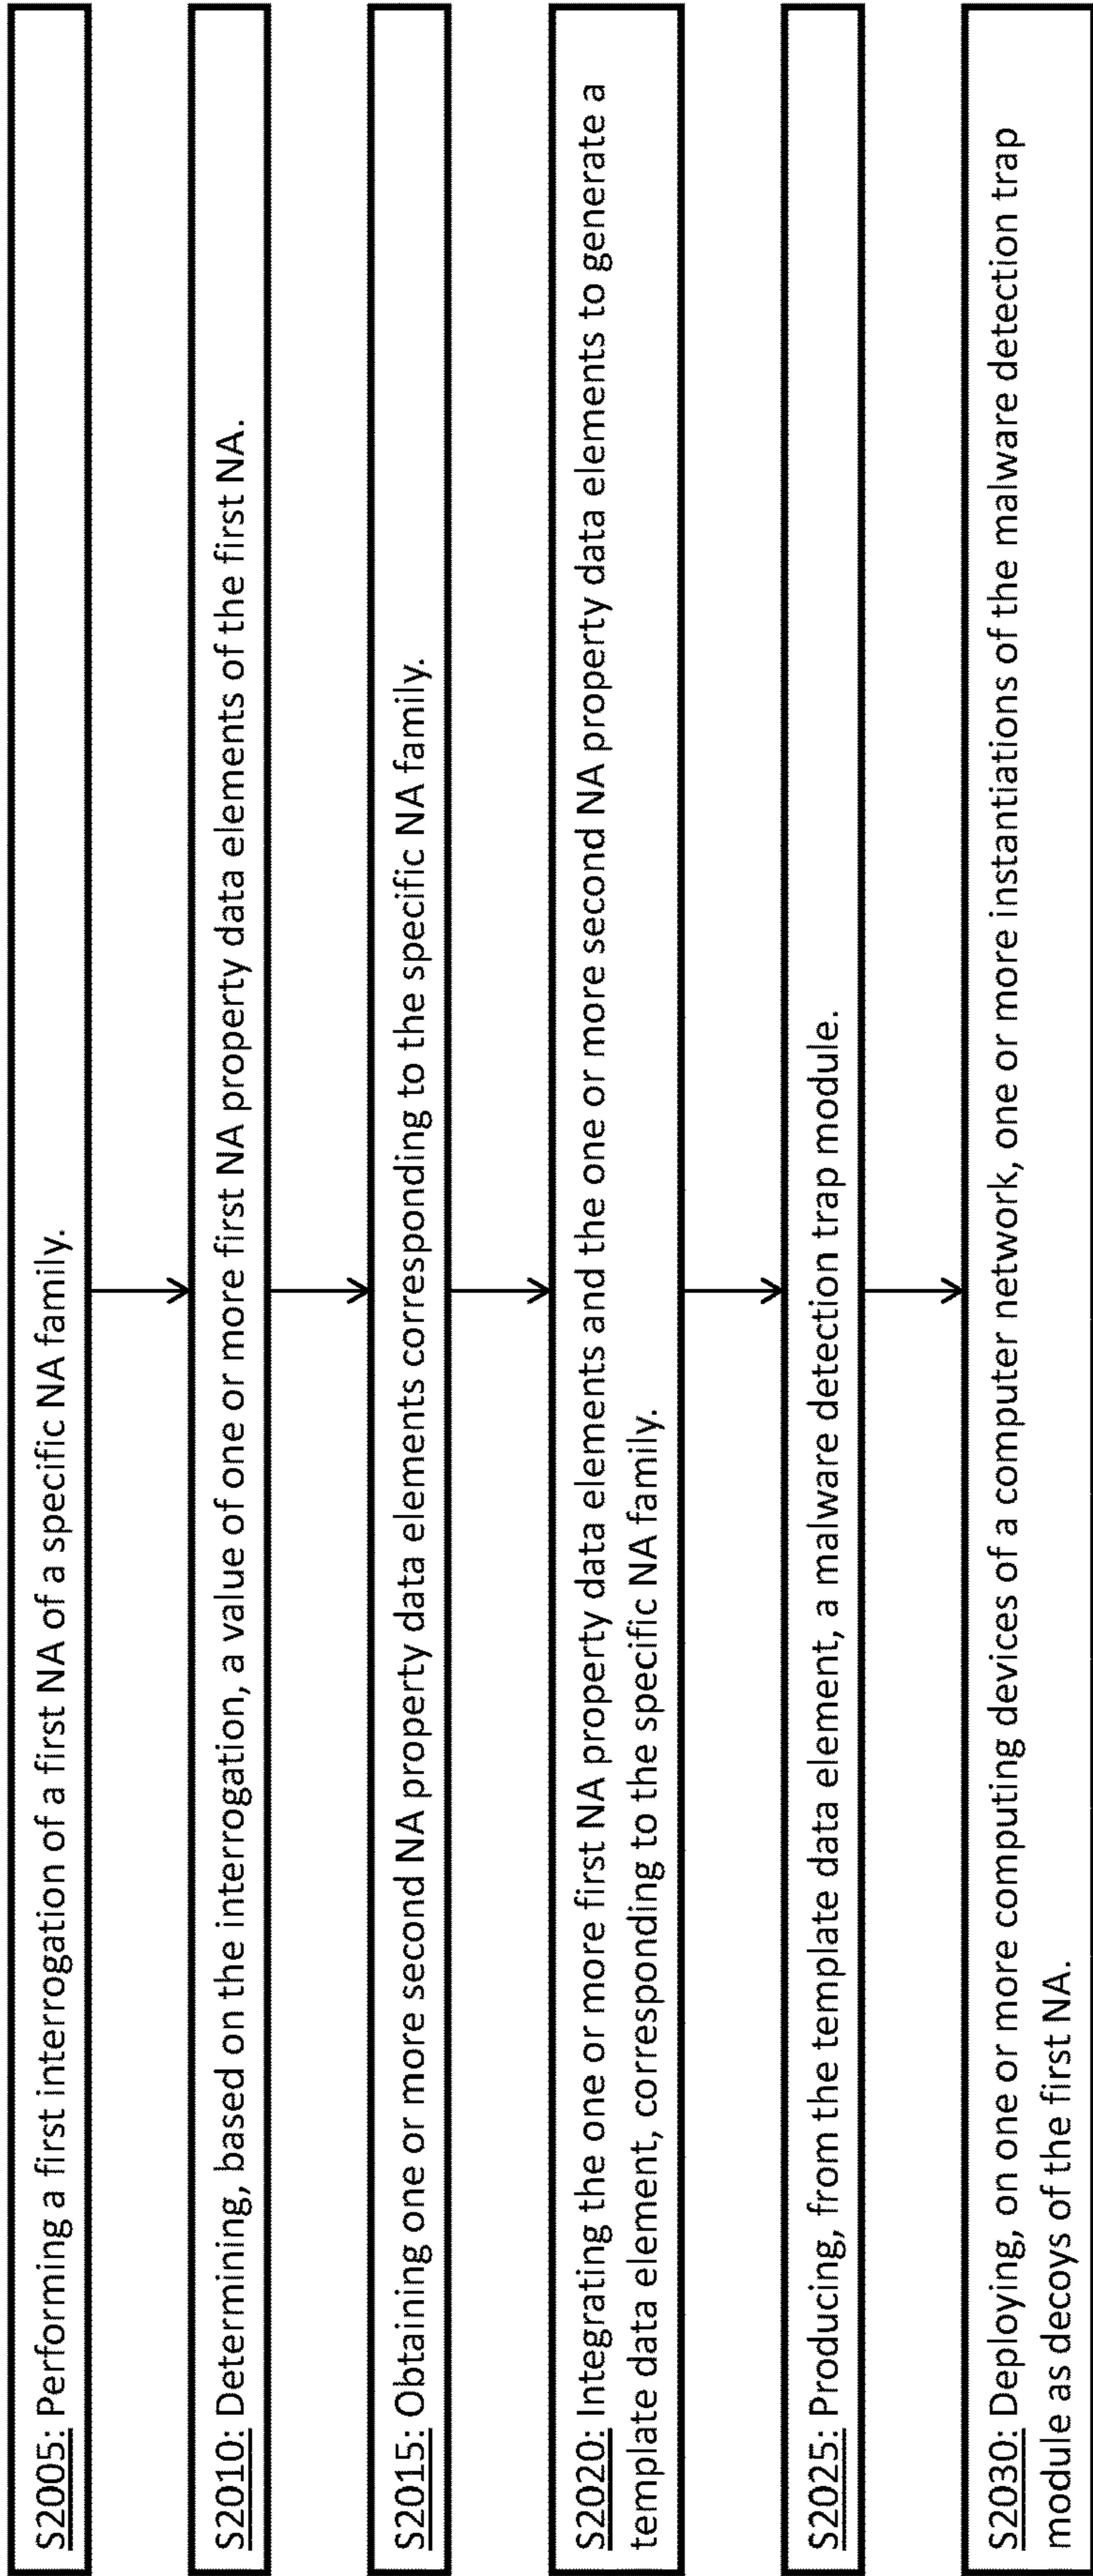 S2005: Performing a first interrogation of a first NA of a specific NA family.
S2010: Determining, based on the interrogation, a value of one or more first NA property data elements of the first NA.
S2015: Obtaining one or more second NA property data elements corresponding to the specific NA family.
S2020: Integrating the one or more first NA property data elements and the one or more second NA property data elements to generate a
template data element, corresponding to the specific NA family.
S2025: Producing, from the template data element, a malware detection trap module.
S2030: Deploying, on one or more computing devices of a computer network, one or more instantiations of the malware detection trap
module as decoys of the first NA.